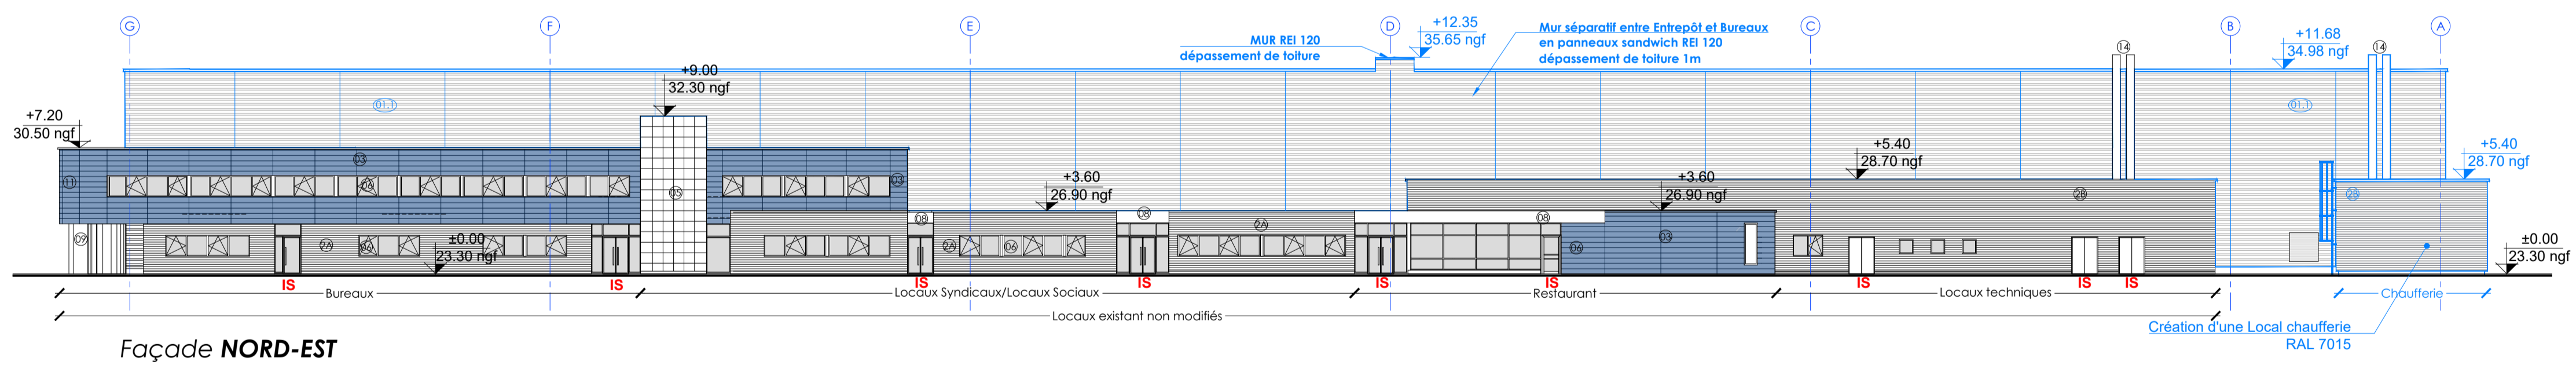 G
F
E
D
C
B
A
+12.35
35.65 ngf
MUR REI 120
dépassement de toiture
Mur séparatif entre Entrepôt et Bureaux
en panneaux sandwich REI 120
dépassement de toiture 1m
+11.68
34.98 ngf
14
14
+9.00
32.30 ngf
01.1
01.1
+7.20
30.50 ngf
+5.40
28.70 ngf
+5.40
28.70 ngf
03
11
06
05
03
+3.60
26.90 ngf
+3.60
26.90 ngf
2B
2B
08
08
2A
08
09
2A
06
±0.00
23.30 ngf
2A
06
06
03
±0.00
23.30 ngf
IS
IS
IS
IS
IS
IS
IS
IS
IS
Bureaux
Locaux Syndicaux/Locaux Sociaux
Restaurant
Locaux techniques
Chaufferie
Locaux existant non modifiés
Création d'une Local chaufferie
RAL 7015
Façade NORD-EST